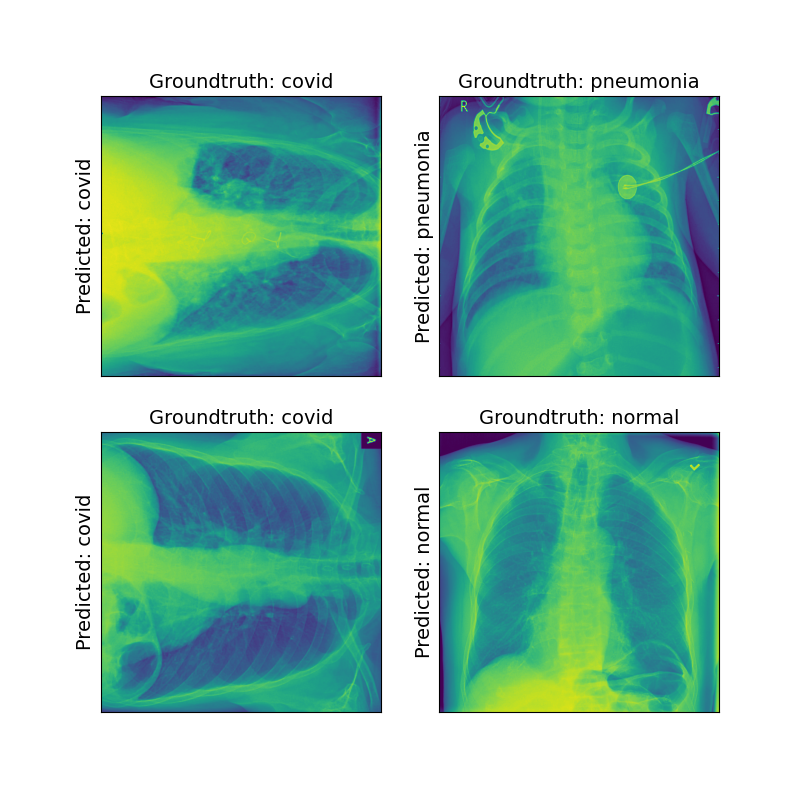 Groundtruth: covid
Predicted: covid
Groundtruth: pneumonia
Predicted: pneumonia
R
Groundtruth: covid
Predicted: covid
A
Groundtruth: normal
Predicted: normal